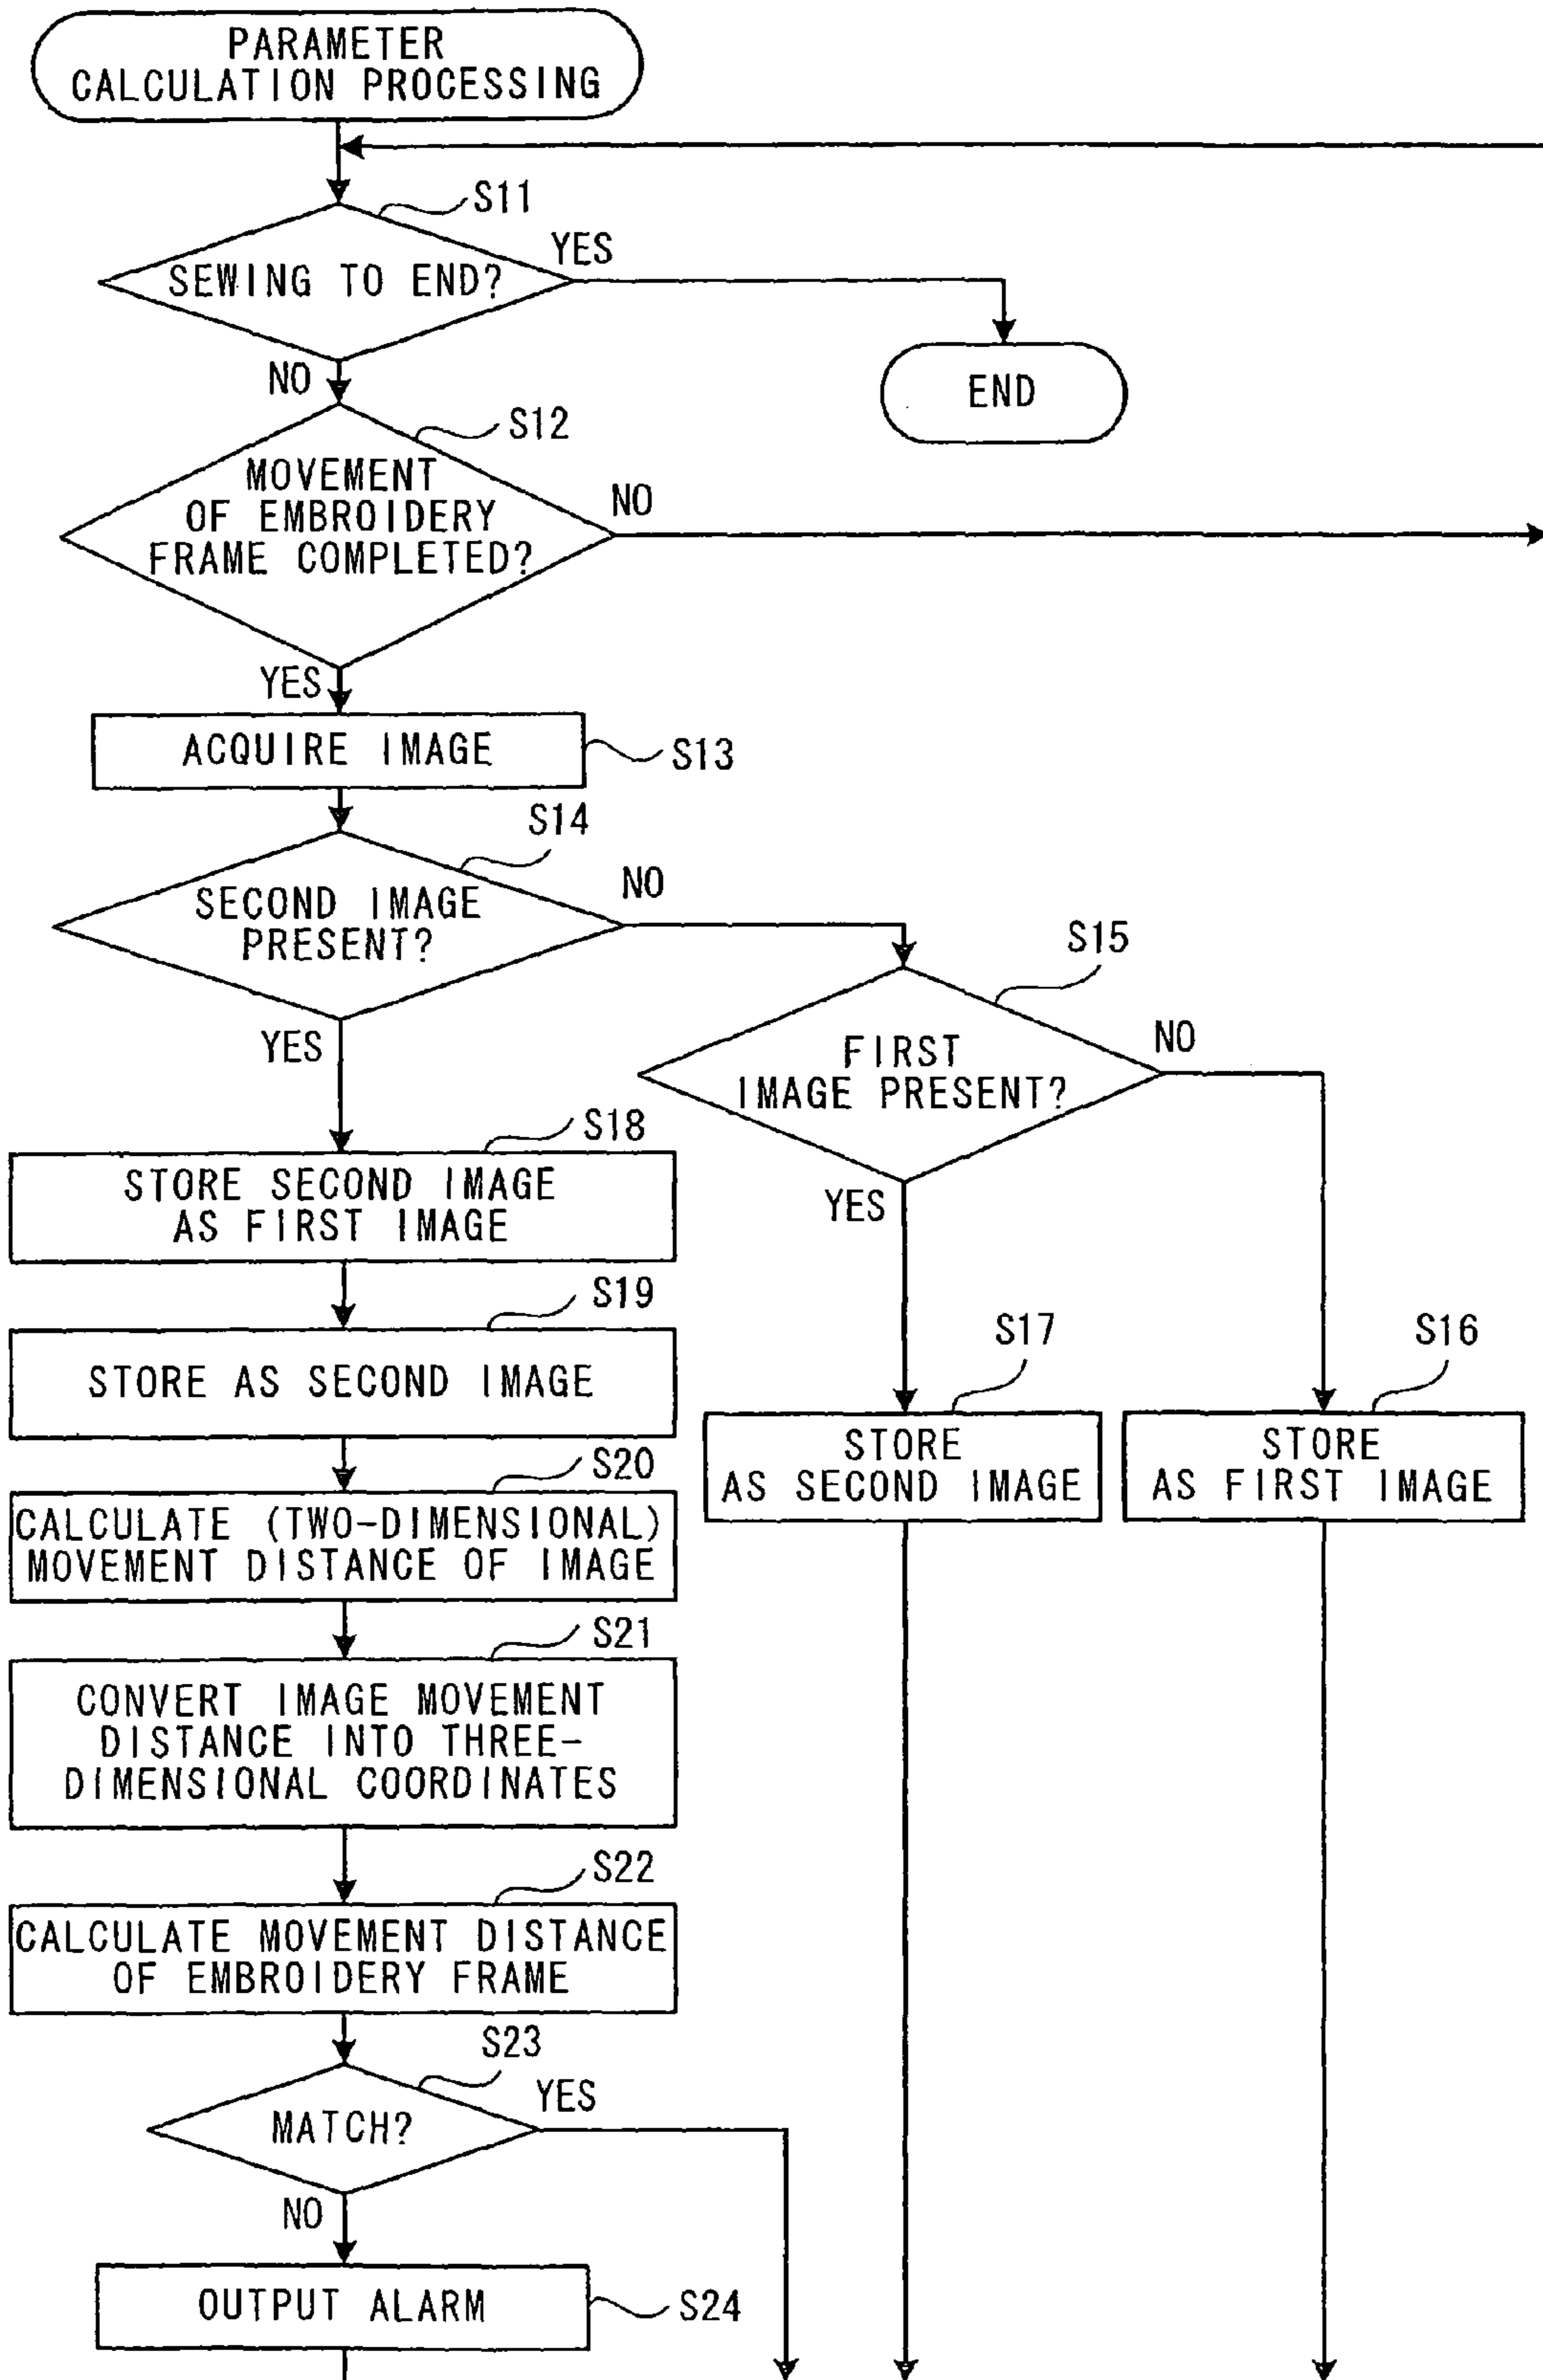 PARAMETER
CALCULATION PROCESSING
S11
SEWING TO END?
YES
NO
END
S12
MOVEMENT
OF EMBROIDERY
FRAME COMPLETED?
NO
YES
ACQUIRE IMAGE
S13
S14
SECOND IMAGE
PRESENT?
NO
YES
S15
FIRST
IMAGE PRESENT?
NO
YES
S18
STORE SECOND IMAGE
AS FIRST IMAGE
S19
STORE AS SECOND IMAGE
S17
STORE
AS SECOND IMAGE
S16
STORE
AS FIRST IMAGE
S20
CALCULATE (TWO-DIMENSIONAL)
MOVEMENT DISTANCE OF IMAGE
S21
CONVERT IMAGE MOVEMENT
DISTANCE INTO THREE-
DIMENSIONAL COORDINATES
S22
CALCULATE MOVEMENT DISTANCE
OF EMBROIDERY FRAME
S23
MATCH?
YES
NO
OUTPUT ALARM
S24